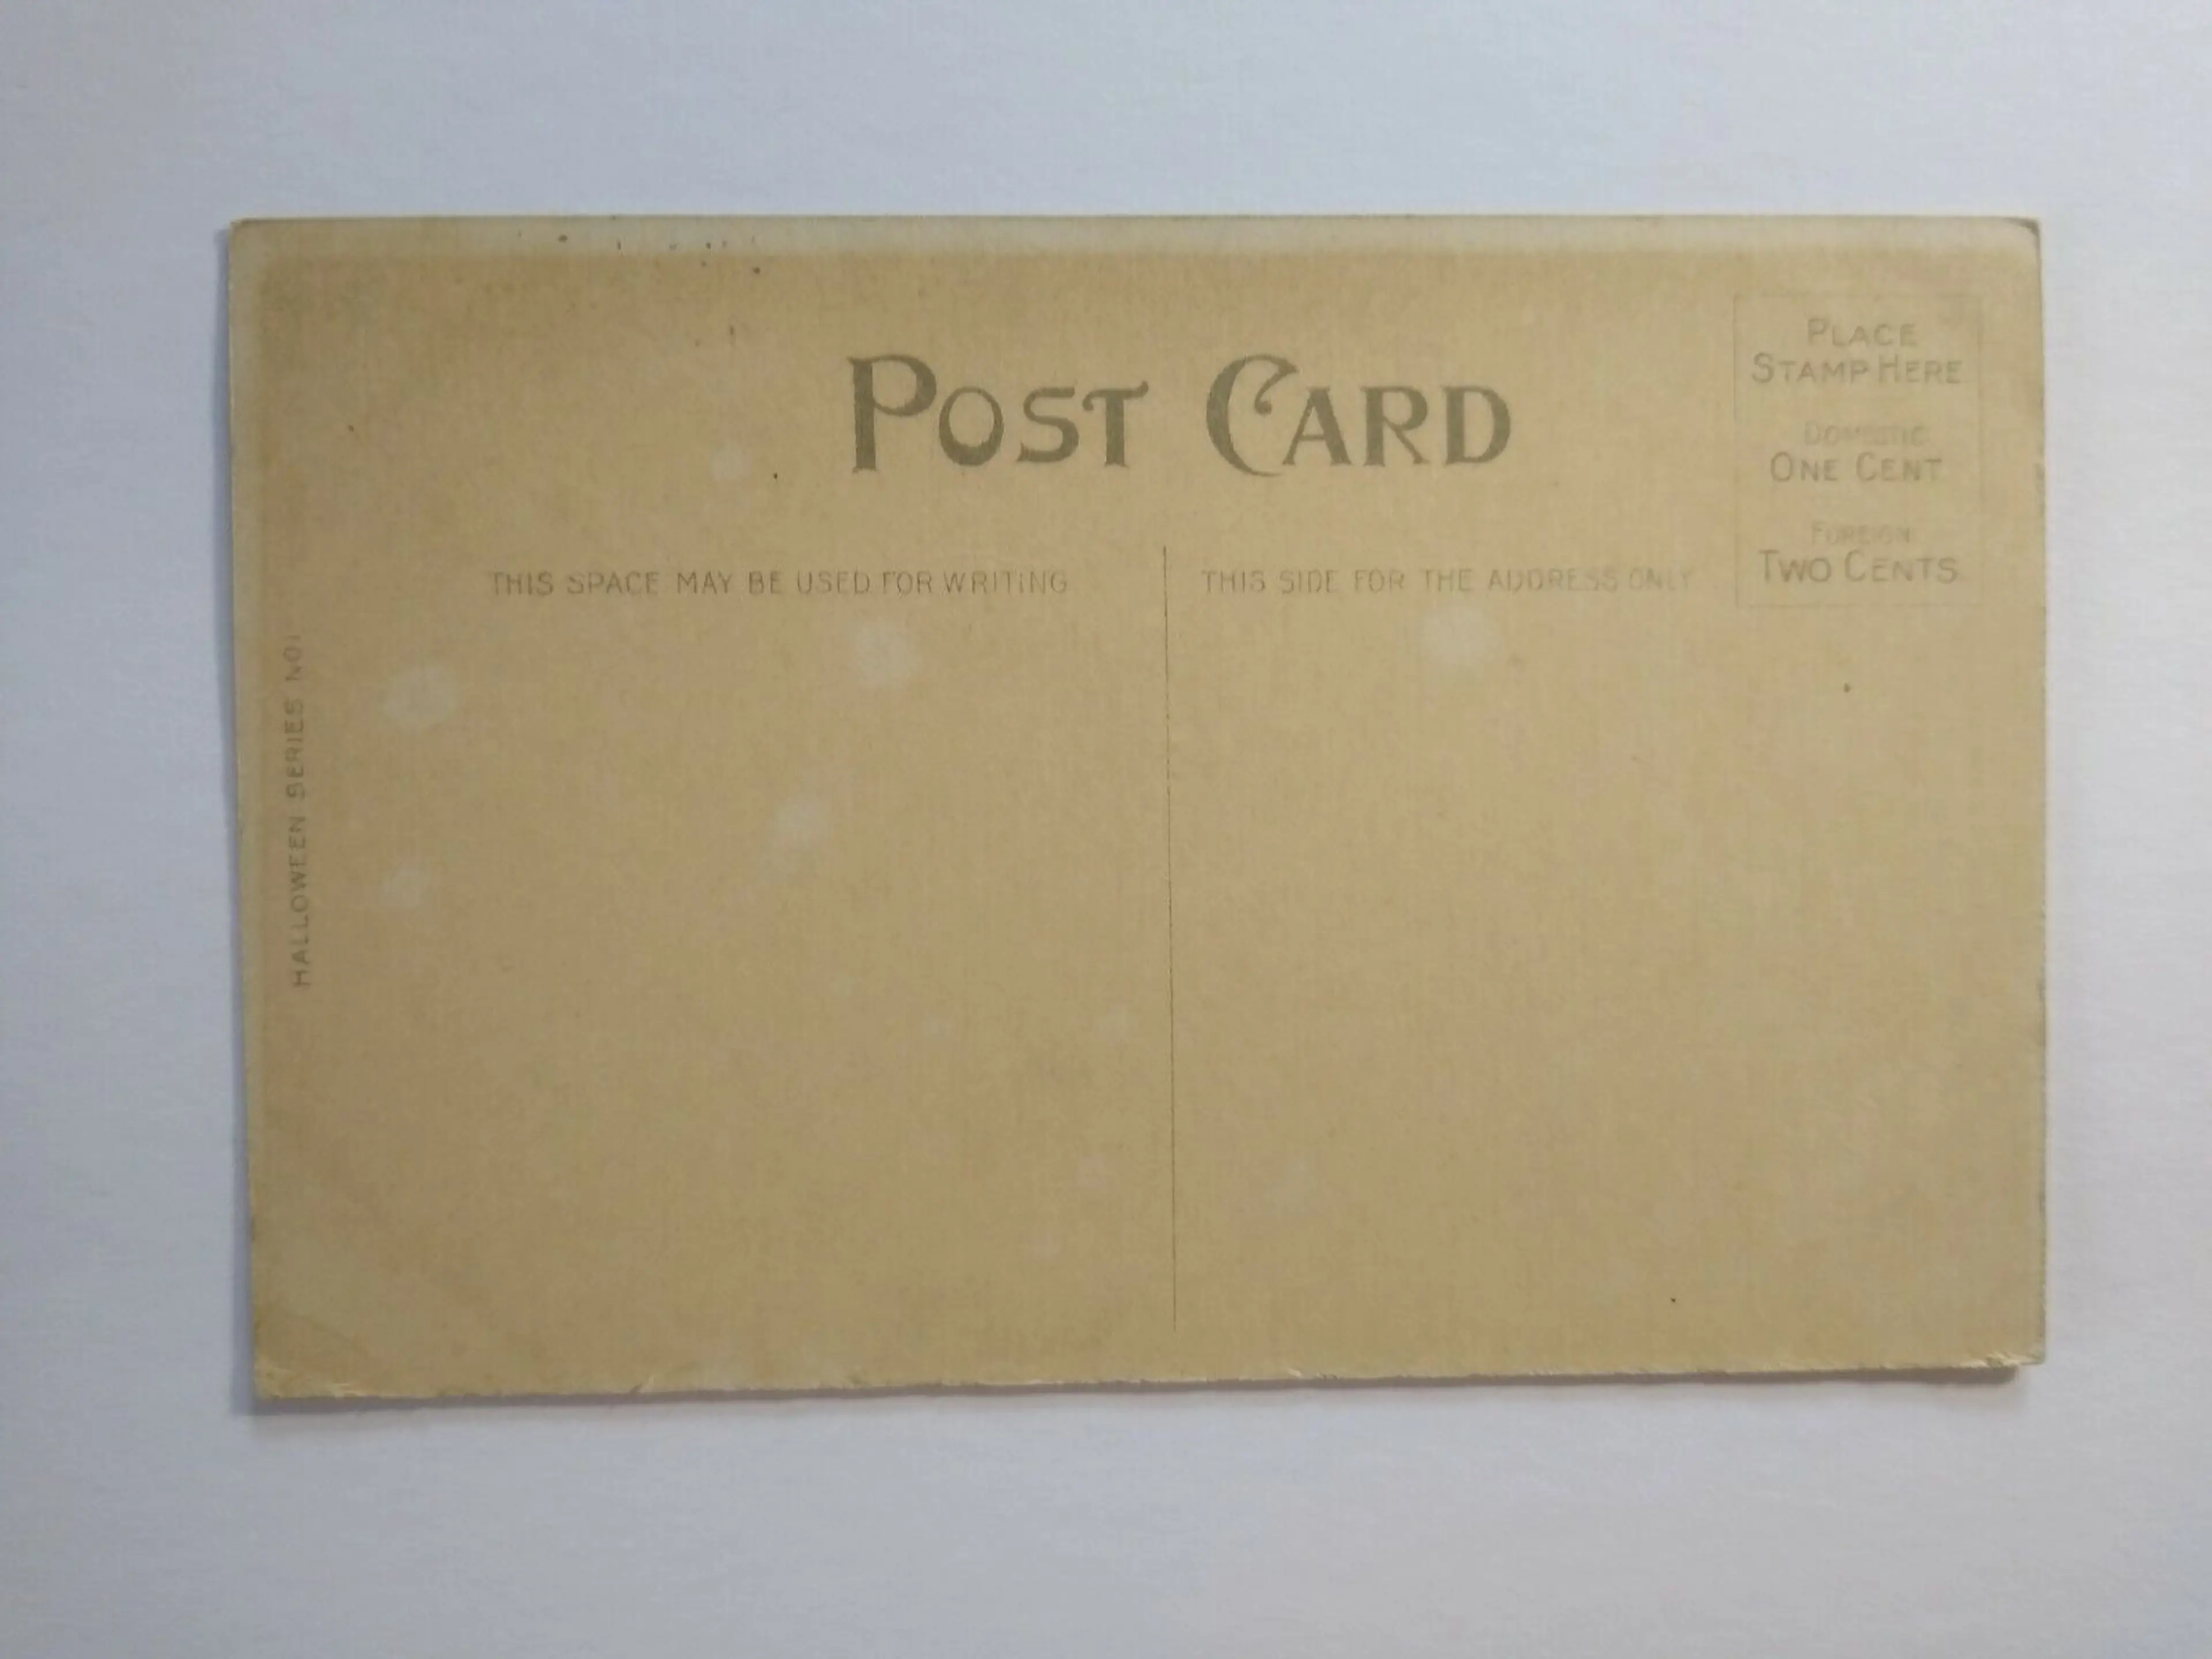 POST CARD
PLACE
STAMP HERE
DOMESTIC
ONE CENT
FOREIGN
TWO CENTS
THIS SPACE MAY BE USED FOR WRITING
THIS SIDE FOR THE ADDRESS ONLY
HALLOWEEN SERIES NO1